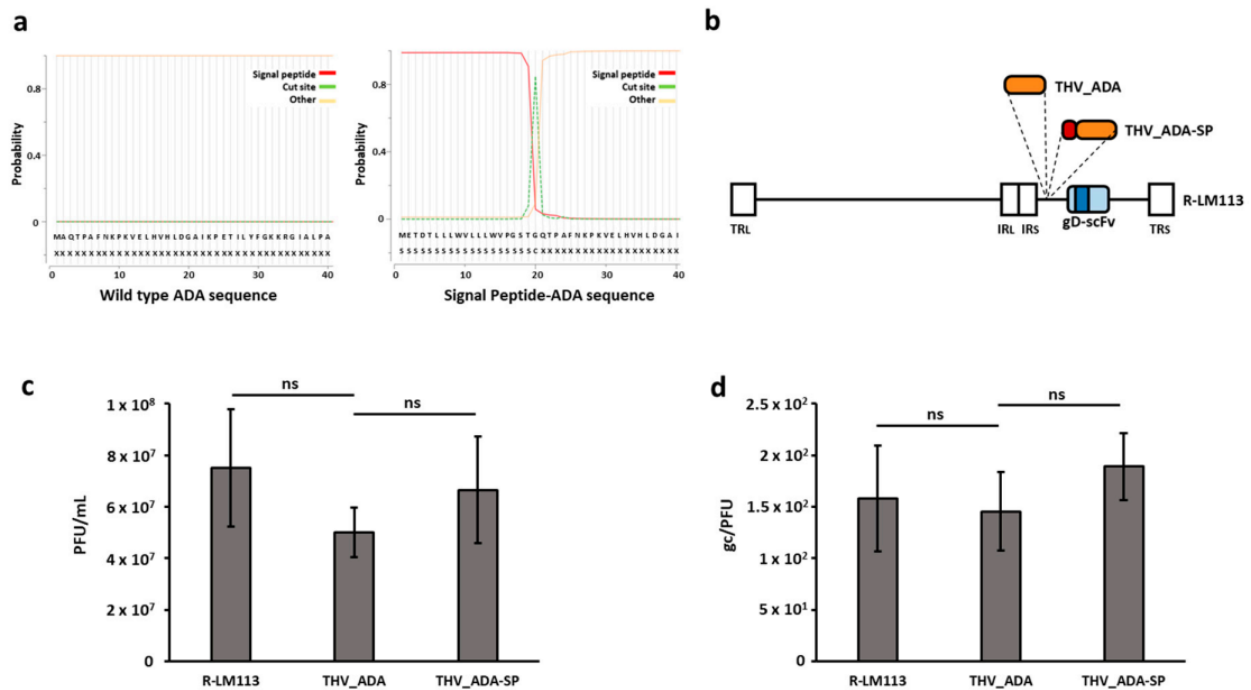 a
Signal peptide
Cut site
Other
0.8
0.4
0
Probability
M A Q T P A F N K P K V E L H V H L D G A I K P E T I L Y F G K K R G I A L P A
X X X X X X X X X X X X X X X X X X X X X X X X X X X X X X X X X X X X X X X X
0 10 20 30 40
Wild type ADA sequence
Signal peptide
Cut site
Other
0.8
0.4
0
Probability
M E T D T L L L W V L L L W V P G S T G Q T P A F N K P K V E L H V H L D G A I
S S S S S S S S S S S S S S S S S S S C X X X X X X X X X X X X X X X X X X X X
0 10 20 30 40
Signal Peptide-ADA sequence
b
THV_ADA
THV_ADA-SP
R-LM113
TRL
IRL IRS
gD-scFv
TRS
c
ns
ns
1 x 10⁸
8 x 10⁷
6 x 10⁷
4 x 10⁷
2 x 10⁷
0
PFU/mL
R-LM113 THV_ADA THV_ADA-SP
d
ns
ns
2.5 x 10²
2 x 10²
1.5 x 10²
1 x 10²
5 x 10¹
0
gc/PFU
R-LM113 THV_ADA THV_ADA-SP